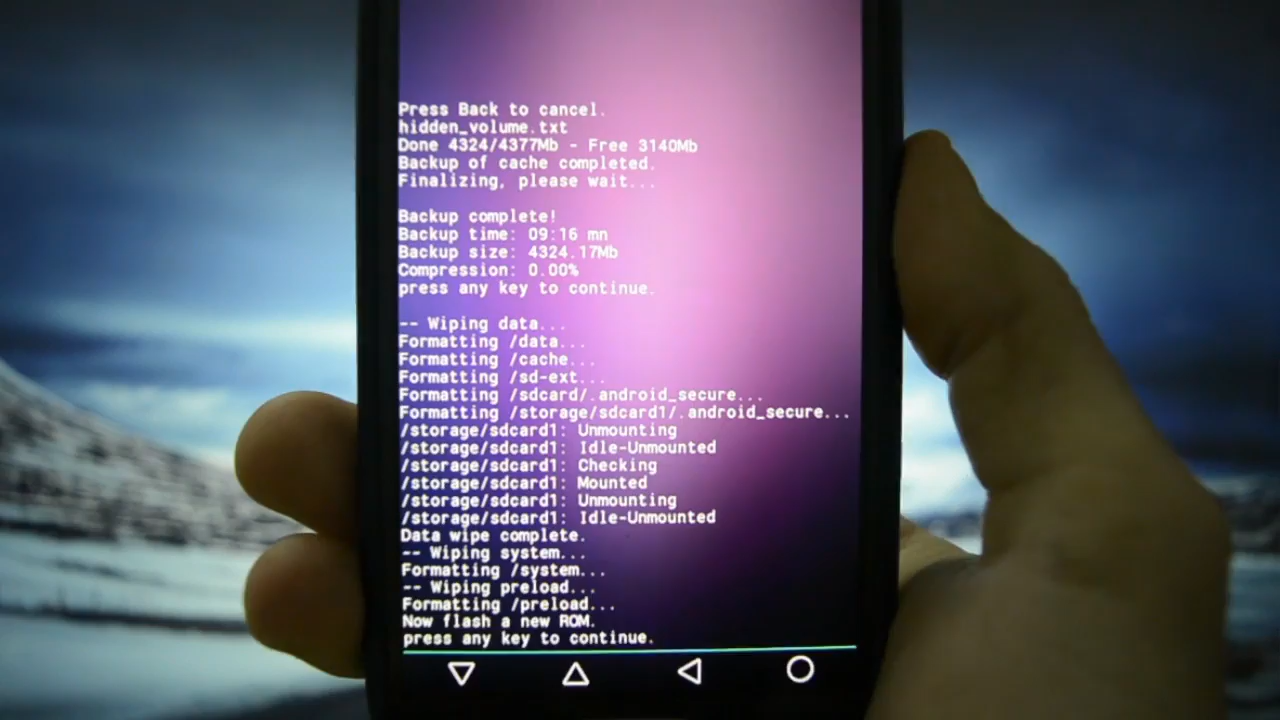 Press Back to cancel.
hidden_volume.txt
Done 4324/4377Mb - Free 3140Mb
Backup of cache completed.
Finalizing, please wait...
Backup complete!
Backup time: 09:16 mn
Backup size: 4324.17Mb
Compression: 0.00%
press any key to continue.
-- Wiping data...
Formatting /data...
Formatting /cache...
Formatting /sd-ext...
Formatting /sdcard/.android_secure...
Formatting /storage/sdcard1/.android_secure...
/storage/sdcard1: Unmounting
/storage/sdcard1: Idle-Unmounted
/storage/sdcard1: Checking
/storage/sdcard1: Mounted
/storage/sdcard1: Unmounting
/storage/sdcard1: Idle-Unmounted
Data wipe complete.
-- Wiping system...
Formatting /system...
-- Wiping preload...
Formatting /preload...
Now flash a new ROM.
press any key to continue.